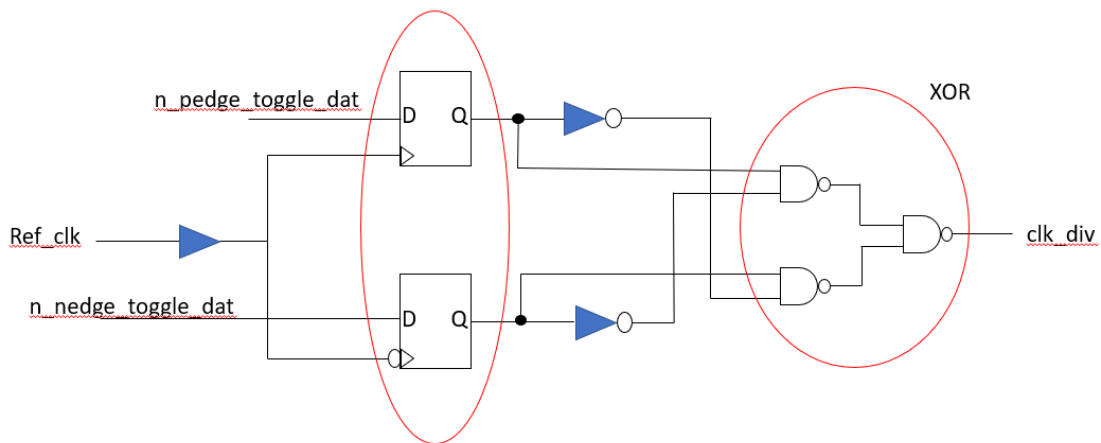 XOR
n_pedge_toggle_dat
D
Q
Ref_clk
clk_div
n_nedge_toggle_dat
D
Q